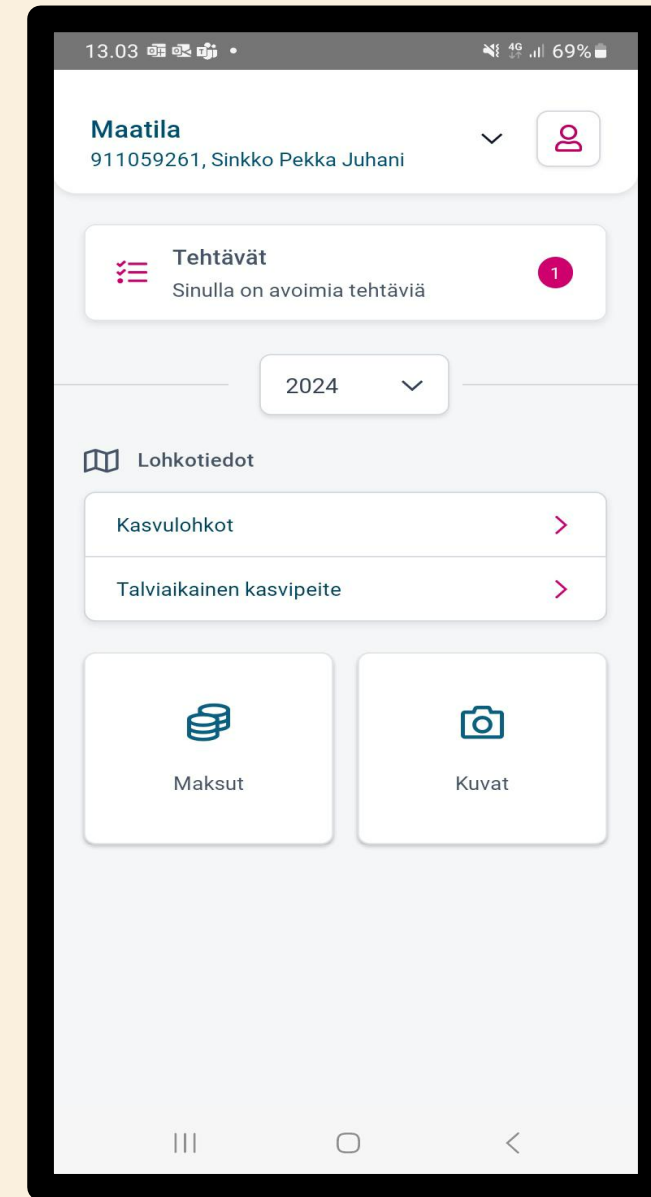 13.03 69%
4G
Maatila
911059261, Sinkko Pekka Juhani
Tehtävät
Sinulla on avoimia tehtäviä
1
2024
Lohkotiedot
Kasvulohkot
Talviaikainen kasvipeite
Maksut
Kuvat